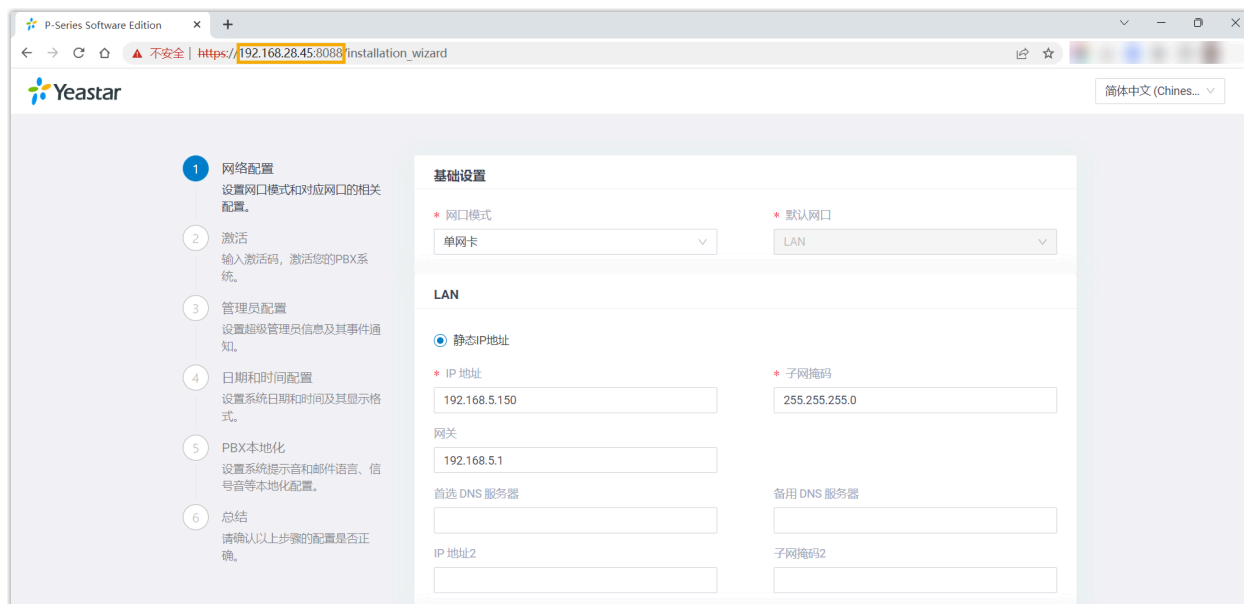 P-Series Software Edition
不安全 | https://192.168.28.45:8088/installation_wizard
Yeastar
简体中文 (Chines...
1
网络配置
设置网口模式和对应网口的相关
配置。
2
激活
输入激活码，激活您的PBX系
统。
3
管理员配置
设置超级管理员信息及其事件通
知。
4
日期和时间配置
设置系统日期和时间及其显示格
式。
5
PBX本地化
设置系统提示音和邮件语言、信
号音等本地化配置。
6
总结
请确认以上步骤的配置是否正
确。
基础设置
* 网口模式
单网卡
* 默认网口
LAN
LAN
静态IP地址
* IP 地址
192.168.5.150
* 子网掩码
255.255.255.0
网关
192.168.5.1
首选 DNS 服务器
备用 DNS 服务器
IP 地址2
子网掩码2